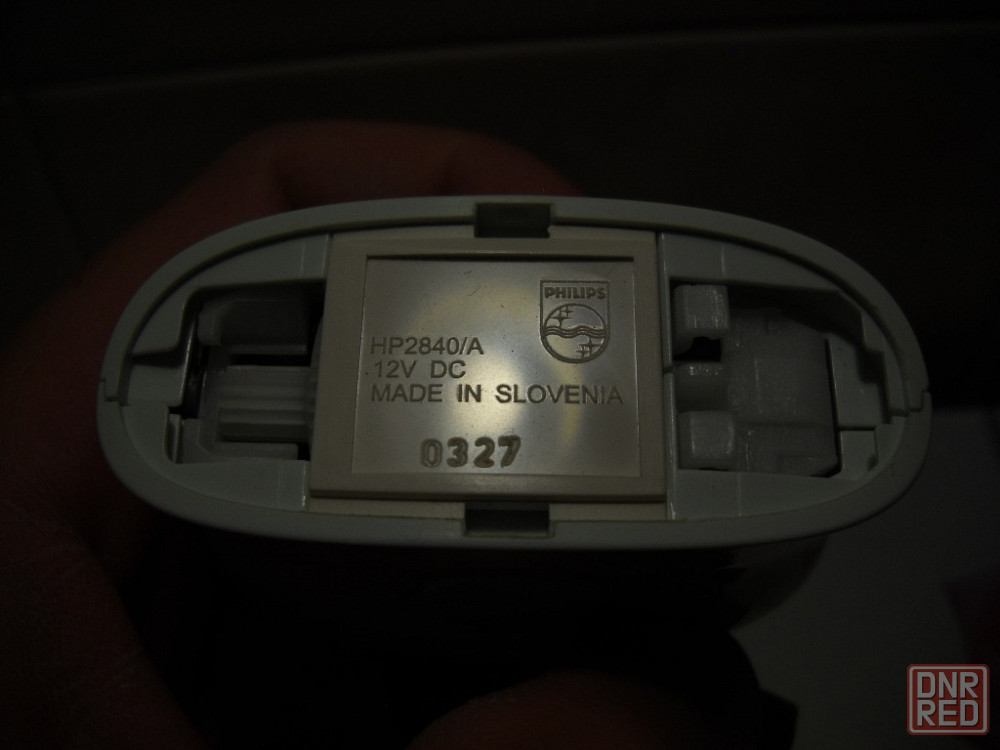 PHILIPS
HP2840/A
12V DC
MADE IN SLOVENIA
0327
DNR
RED